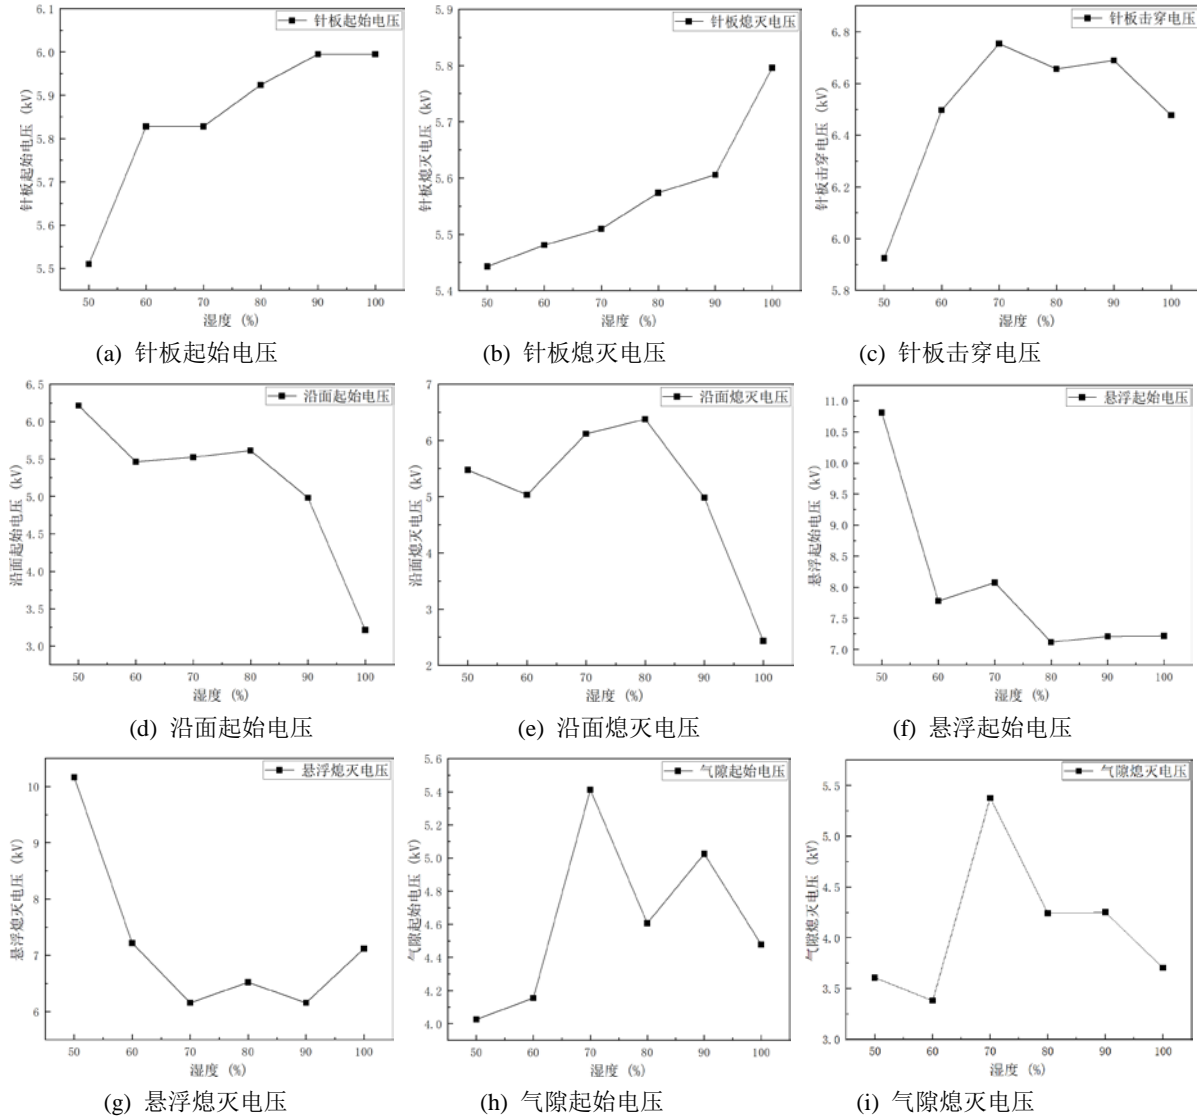 针板起始电压
6.1
6.0
5.9
5.8
5.7
5.6
5.5
针板起始电压 (kV)
50 60 70 80 90 100
湿度 (%)
(a) 针板起始电压
针板熄灭电压
5.9
5.8
5.7
5.6
5.5
5.4
针板熄灭电压 (kV)
50 60 70 80 90 100
湿度 (%)
(b) 针板熄灭电压
针板击穿电压
6.8
6.6
6.4
6.2
6.0
5.8
针板击穿电压 (kV)
50 60 70 80 90 100
湿度 (%)
(c) 针板击穿电压
沿面起始电压
6.5
6.0
5.5
5.0
4.5
4.0
3.5
3.0
沿面起始电压 (kV)
50 60 70 80 90 100
湿度 (%)
(d) 沿面起始电压
沿面熄灭电压
7
6
5
4
3
2
沿面熄灭电压 (kV)
50 60 70 80 90 100
湿度 (%)
(e) 沿面熄灭电压
悬浮起始电压
11.0
10.5
10.0
9.5
9.0
8.5
8.0
7.5
7.0
悬浮起始电压 (kV)
50 60 70 80 90 100
湿度 (%)
(f) 悬浮起始电压
悬浮熄灭电压
10
9
8
7
6
悬浮熄灭电压 (kV)
50 60 70 80 90 100
湿度 (%)
(g) 悬浮熄灭电压
气隙起始电压
5.6
5.4
5.2
5.0
4.8
4.6
4.4
4.2
4.0
气隙起始电压 (kV)
50 60 70 80 90 100
湿度 (%)
(h) 气隙起始电压
气隙熄灭电压
5.5
5.0
4.5
4.0
3.5
3.0
气隙熄灭电压 (kV)
50 60 70 80 90 100
湿度 (%)
(i) 气隙熄灭电压